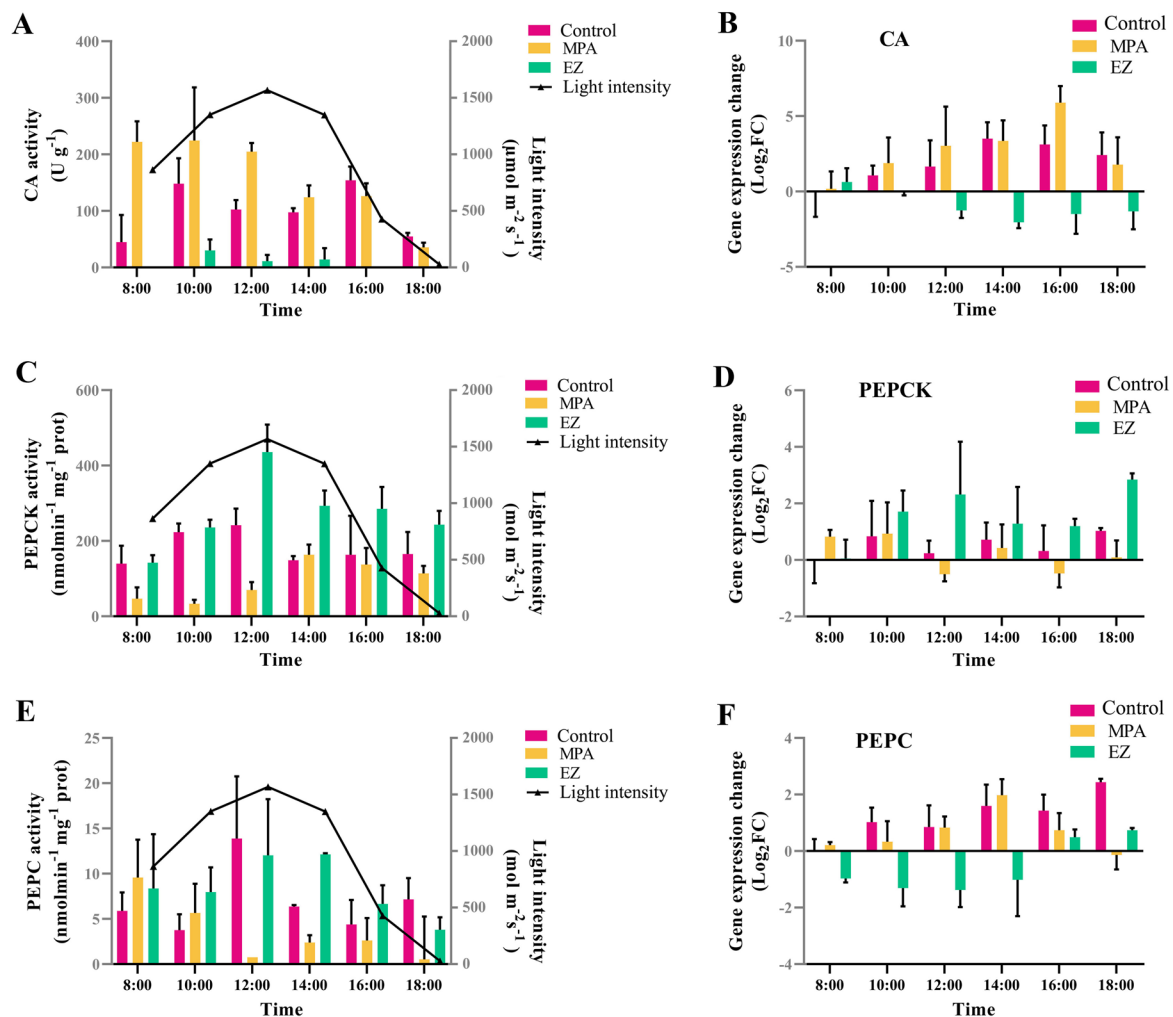 A
CA activity
(U g-1)
400
300
200
100
0
2000
1500
1000
500
0
Light intensity
(μmol m-2 s-1)
Control
MPA
EZ
Light intensity
8:00 10:00 12:00 14:00 16:00 18:00
Time
B
CA
Gene expression change
(Log2FC)
10
5
0
-5
Control
MPA
EZ
8:00 10:00 12:00 14:00 16:00 18:00
Time
C
PEPCK activity
(nmolmin-1 mg-1 prot)
600
400
200
0
2000
1500
1000
500
0
Light intensity
(mol m-2s-1)
Control
MPA
EZ
Light intensity
8:00 10:00 12:00 14:00 16:00 18:00
Time
D
PEPCK
Gene expression change
(Log2FC)
6
4
2
0
-2
Control
MPA
EZ
8:00 10:00 12:00 14:00 16:00 18:00
Time
E
PEPC activity
(nmolmin-1 mg-1 prot)
25
20
15
10
5
0
2000
1500
1000
500
0
Light intensity
(mol m-2s-1)
Control
MPA
EZ
Light intensity
8:00 10:00 12:00 14:00 16:00 18:00
Time
F
PEPC
Gene expression change
(Log2FC)
4
2
0
-2
-4
Control
MPA
EZ
8:00 10:00 12:00 14:00 16:00 18:00
Time